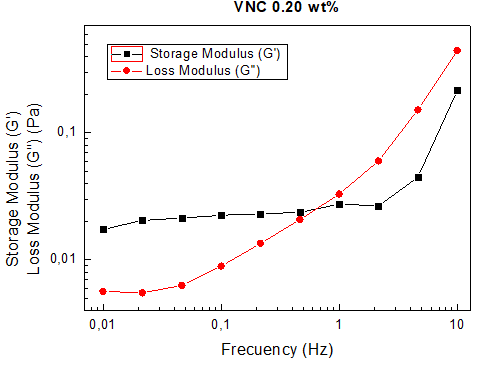 VNC 0.20 wt%
Storage Modulus (G')
Loss Modulus (G'')
Storage Modulus (G')
Loss Modulus (G'') (Pa)
0,1
0,01
0,01
0,1
1
10
Frecuency (Hz)